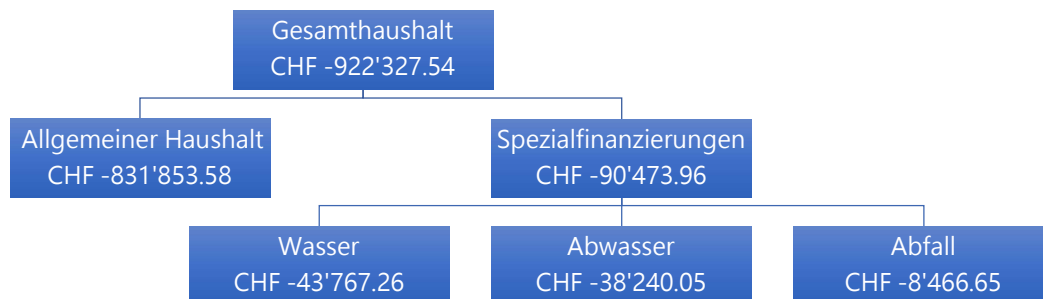 Gesamthaushalt
CHF -922'327.54
Allgemeiner Haushalt
CHF -831'853.58
Spezialfinanzierungen
CHF -90'473.96
Wasser
CHF -43'767.26
Abwasser
CHF -38'240.05
Abfall
CHF -8'466.65